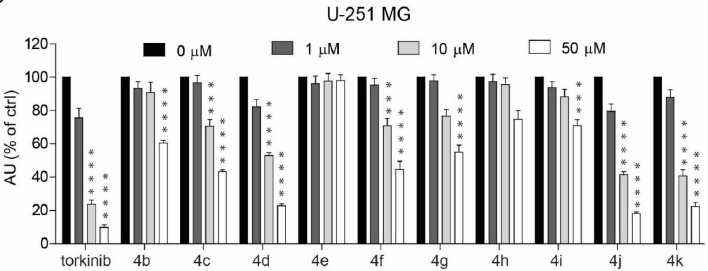 U-251 MG
0 μM 1 μM 10 μM 50 μM
AU (% of ctrl)
120
100
80
60
40
20
0
**** **** **** *** **** **** **** *** **** **** *** **** **** **** ****
torkinib 4b 4c 4d 4e 4f 4g 4h 4i 4j 4k